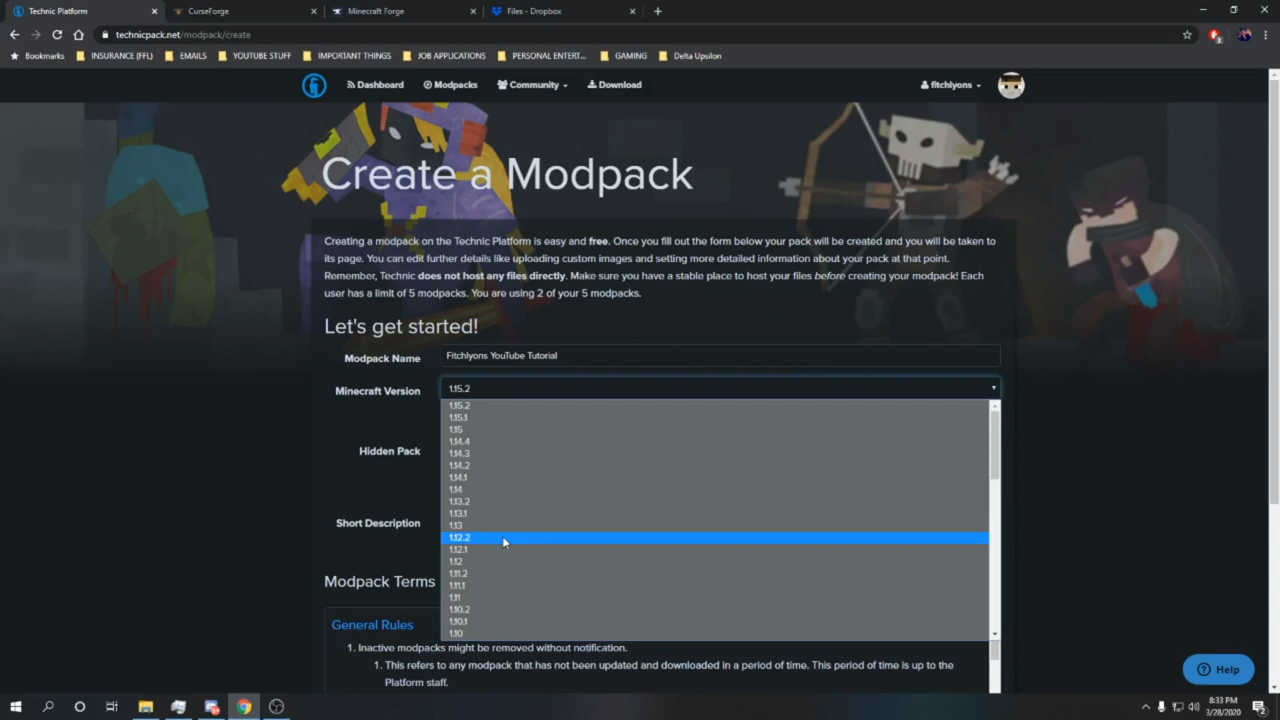 Technic Platform
CurseForge
Minecraft Forge
Files - Dropbox
technicpack.net/modpack/create
Bookmarks
INSURANCE (FFL)
EMAILS
YOUTUBE STUFF
IMPORTANT THINGS
JOB APPLICATIONS
PERSONAL ENTERT...
GAMING
Delta Upsilon
Dashboard
Modpacks
Community
Download
fitchlyons
Create a Modpack
Creating a modpack on the Technic Platform is easy and free. Once you fill out the form below your pack will be created and you will be taken to
its page. You can edit further details like uploading custom images and setting more detailed information about your pack at that point.
Remember, Technic does not host any files directly. Make sure you have a stable place to host your files before creating your modpack! Each
user has a limit of 5 modpacks. You are using 2 of your 5 modpacks.
Let's get started!
Modpack Name
Fitchlyons YouTube Tutorial
Minecraft Version
1.15.2
1.15.2
1.15.1
1.15
1.14.4
1.14.3
1.14.2
1.14.1
1.14
1.13.2
1.13.1
1.13
1.12.2
1.12.1
1.12
1.11.2
1.11.1
1.11
1.10.2
1.10.1
1.10
Hidden Pack
Short Description
Modpack Terms
General Rules
1. Inactive modpacks might be removed without notification.
1. This refers to any modpack that has not been updated and downloaded in a period of time. This period of time is up to the
Platform staff.
Help
8:33 PM
3/28/2020